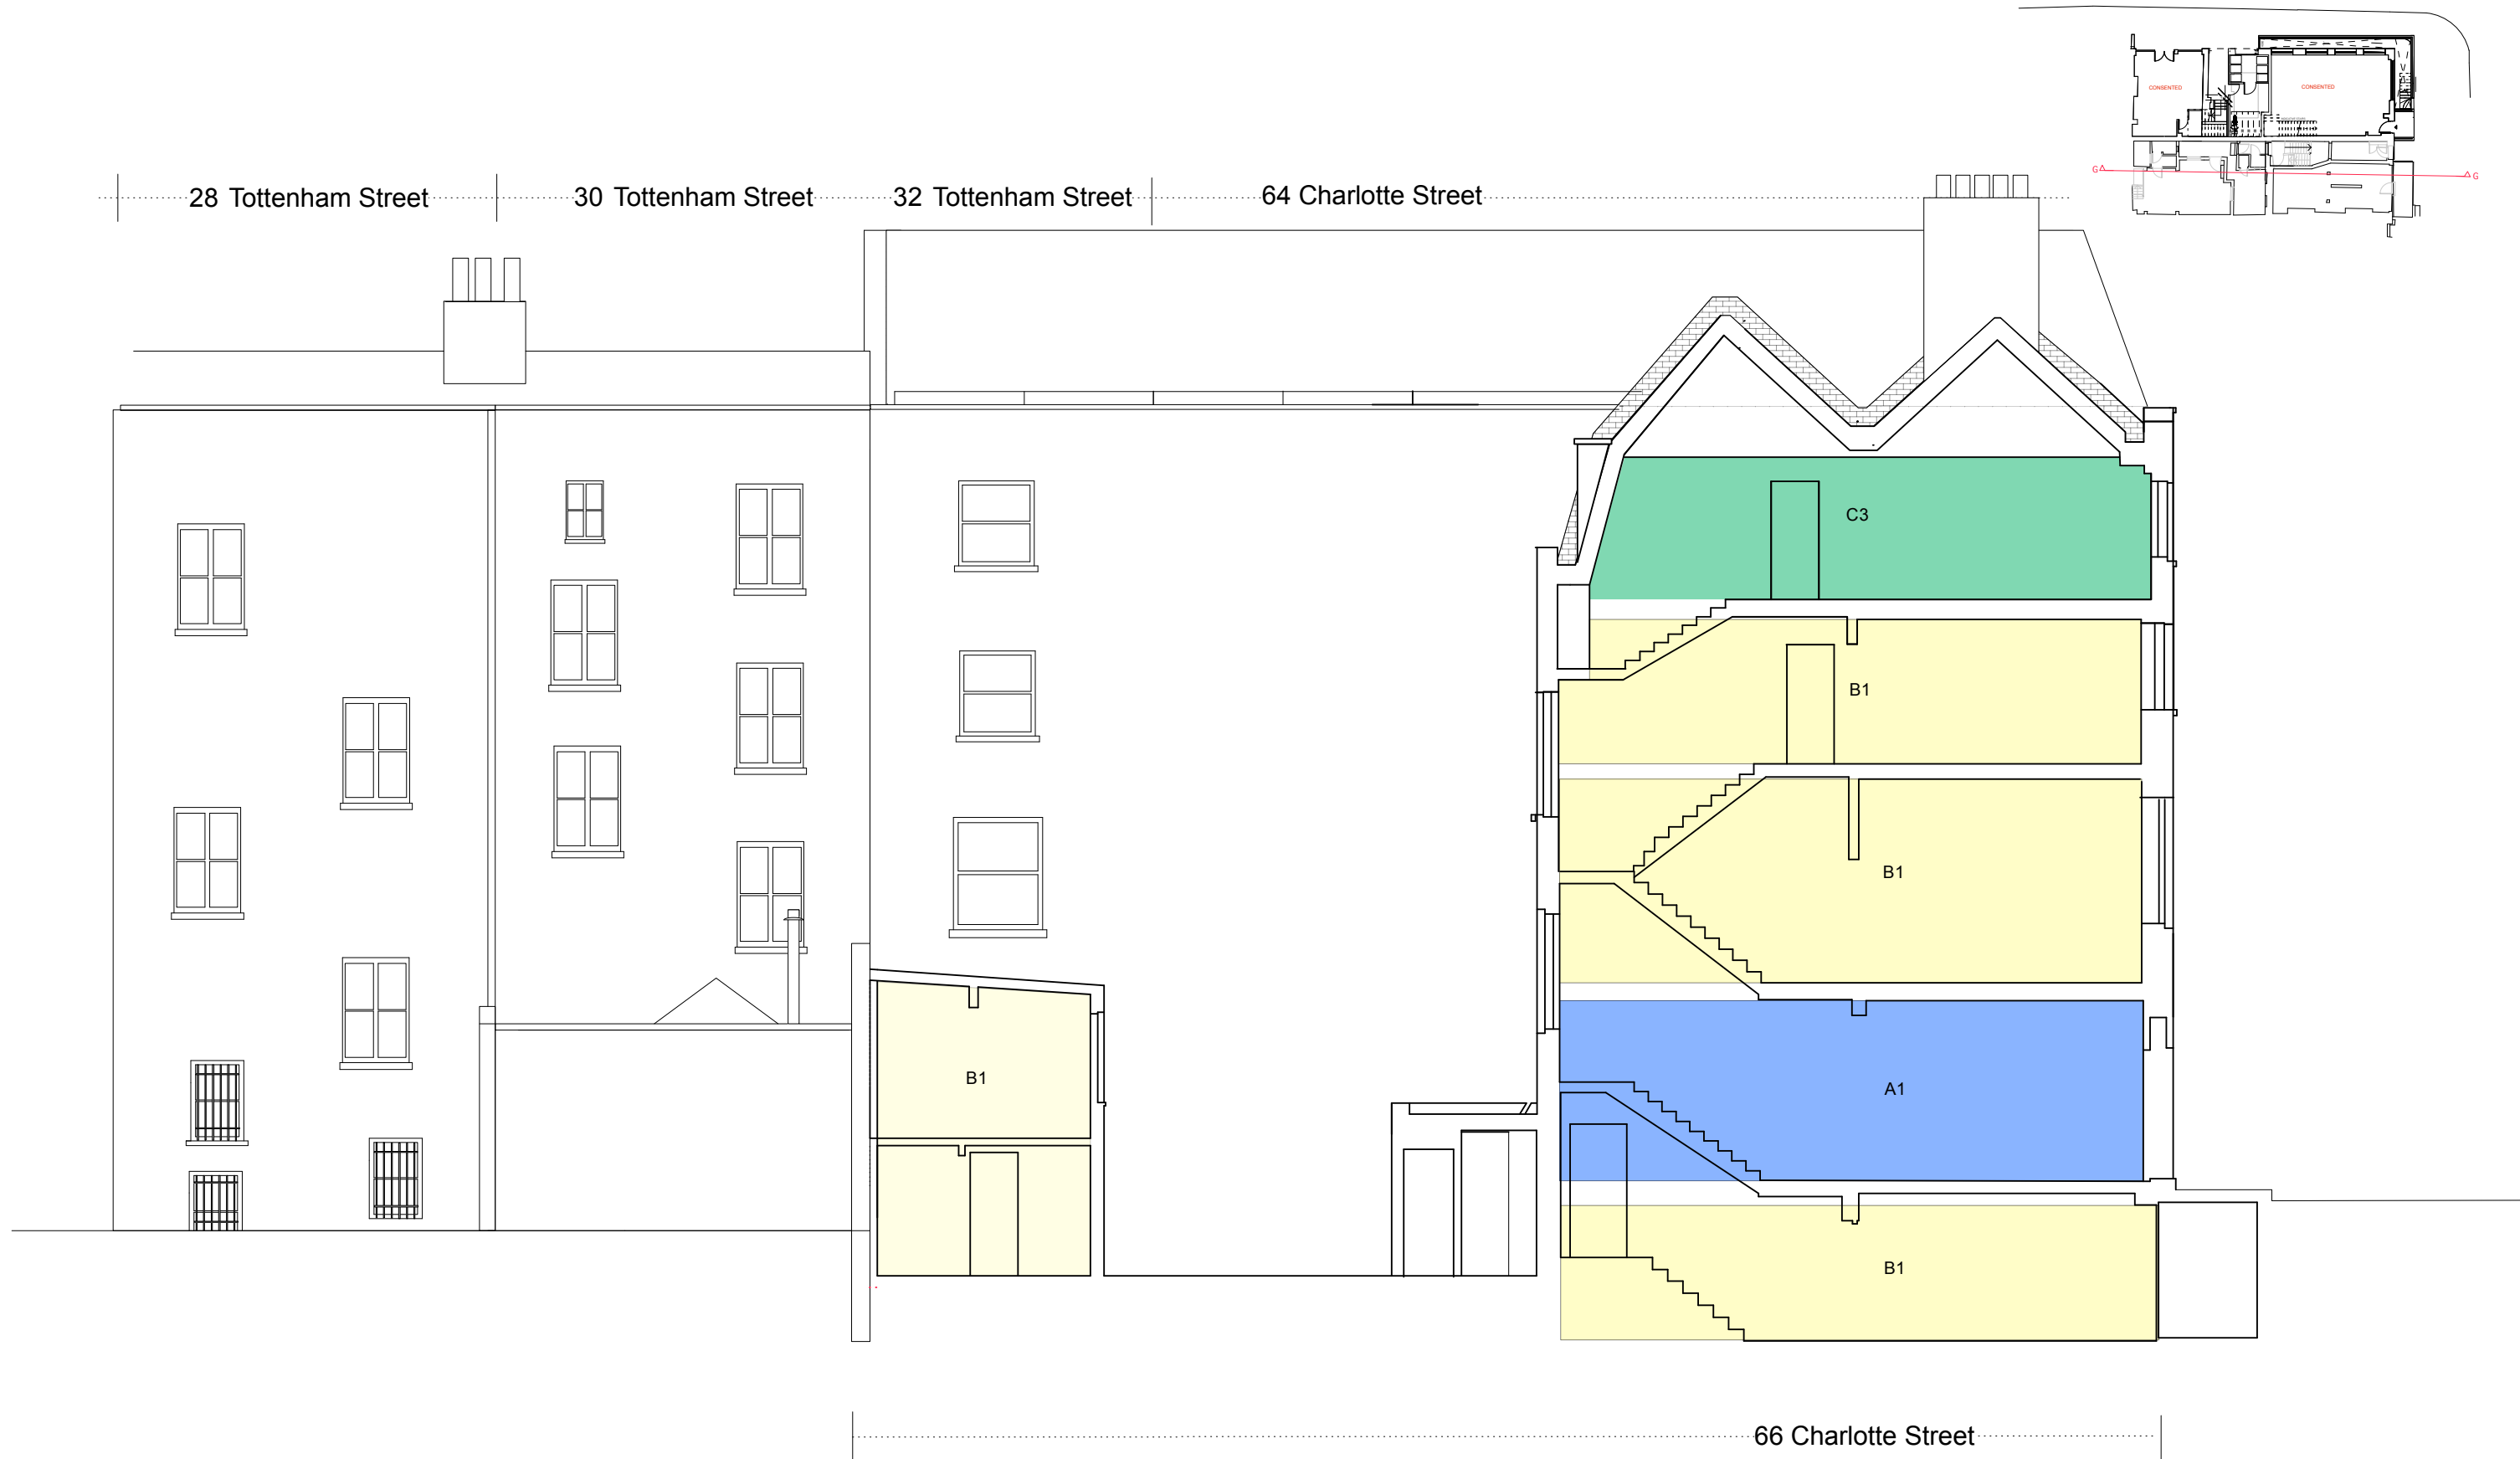 CONSENTED
CONSENTED
G
G
28 Tottenham Street
30 Tottenham Street
32 Tottenham Street
64 Charlotte Street
C3
B1
B1
B1
A1
B1
66 Charlotte Street